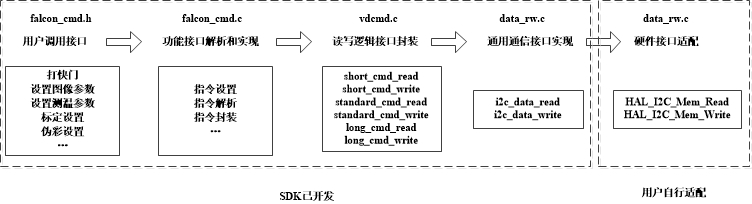 falcon_cmd.h
用户调用接口
打快门
设置图像参数
设置测温参数
标定设置
伪彩设置
...
falcon_cmd.c
功能接口解析和实现
指令设置
指令解析
指令封装
...
vdcmd.c
读写逻辑接口封装
short_cmd_read
short_cmd_write
standard_cmd_read
standard_cmd_write
long_cmd_read
long_cmd_write
data_rw.c
通用通信接口实现
i2c_data_read
i2c_data_write
data_rw.c
硬件接口适配
HAL_I2C_Mem_Read
HAL_I2C_Mem_Write
SDK已开发
用户自行适配